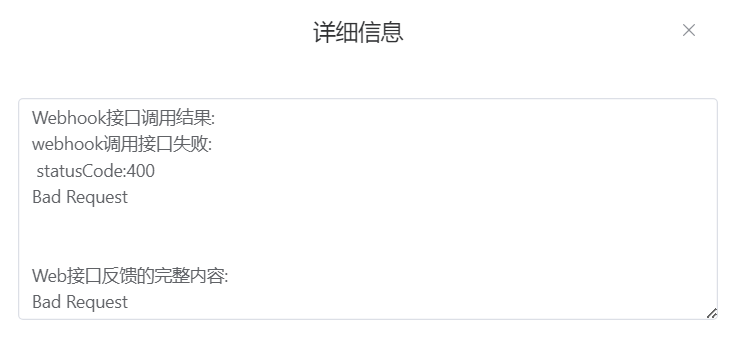 详细信息
Webhook接口调用结果:
webhook调用接口失败:
statusCode:400
Bad Request
Web接口反馈的完整内容:
Bad Request